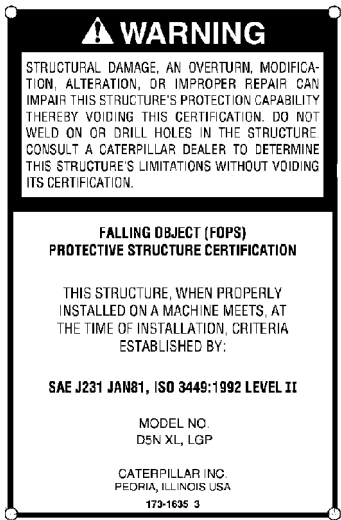 WARNING
STRUCTURAL DAMAGE, AN OVERTURN, MODIFICA-
TION, ALTERATION, OR IMPROPER REPAIR CAN
IMPAIR THIS STRUCTURE'S PROTECTION CAPABILITY
THEREBY VOIDING THIS CERTIFICATION. DO NOT
WELD ON OR DRILL HOLES IN THE STRUCTURE.
CONSULT A CATERPILLAR DEALER TO DETERMINE
THIS STRUCTURE'S LIMITATIONS WITHOUT VOIDING
ITS CERTIFICATION.
FALLING OBJECT (FOPS)
PROTECTIVE STRUCTURE CERTIFICATION
THIS STRUCTURE, WHEN PROPERLY
INSTALLED ON A MACHINE MEETS, AT
THE TIME OF INSTALLATION, CRITERIA
ESTABLISHED BY:
SAE J231 JAN81, ISO 3449:1992 LEVEL II
MODEL NO.
D5N XL, LGP
CATERPILLAR INC.
PEORIA, ILLINOIS USA
173-1635 3